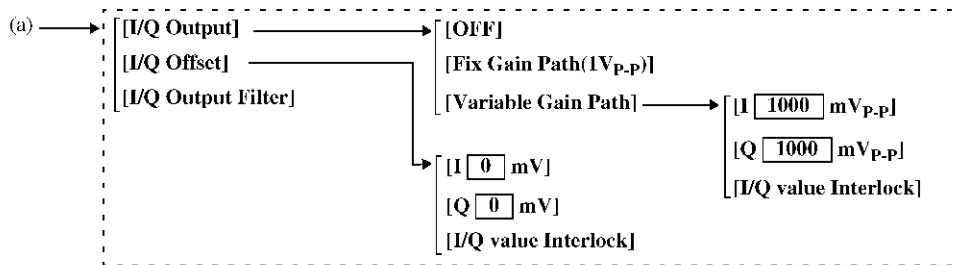 (a)
[I/Q Output]
[I/Q Offset]
[I/Q Output Filter]
[OFF]
[Fix Gain Path(1VP-P)]
[Variable Gain Path]
[I 1000 mVP-P]
[Q 1000 mVP-P]
[I/Q value Interlock]
[I 0 mV]
[Q 0 mV]
[I/Q value Interlock]